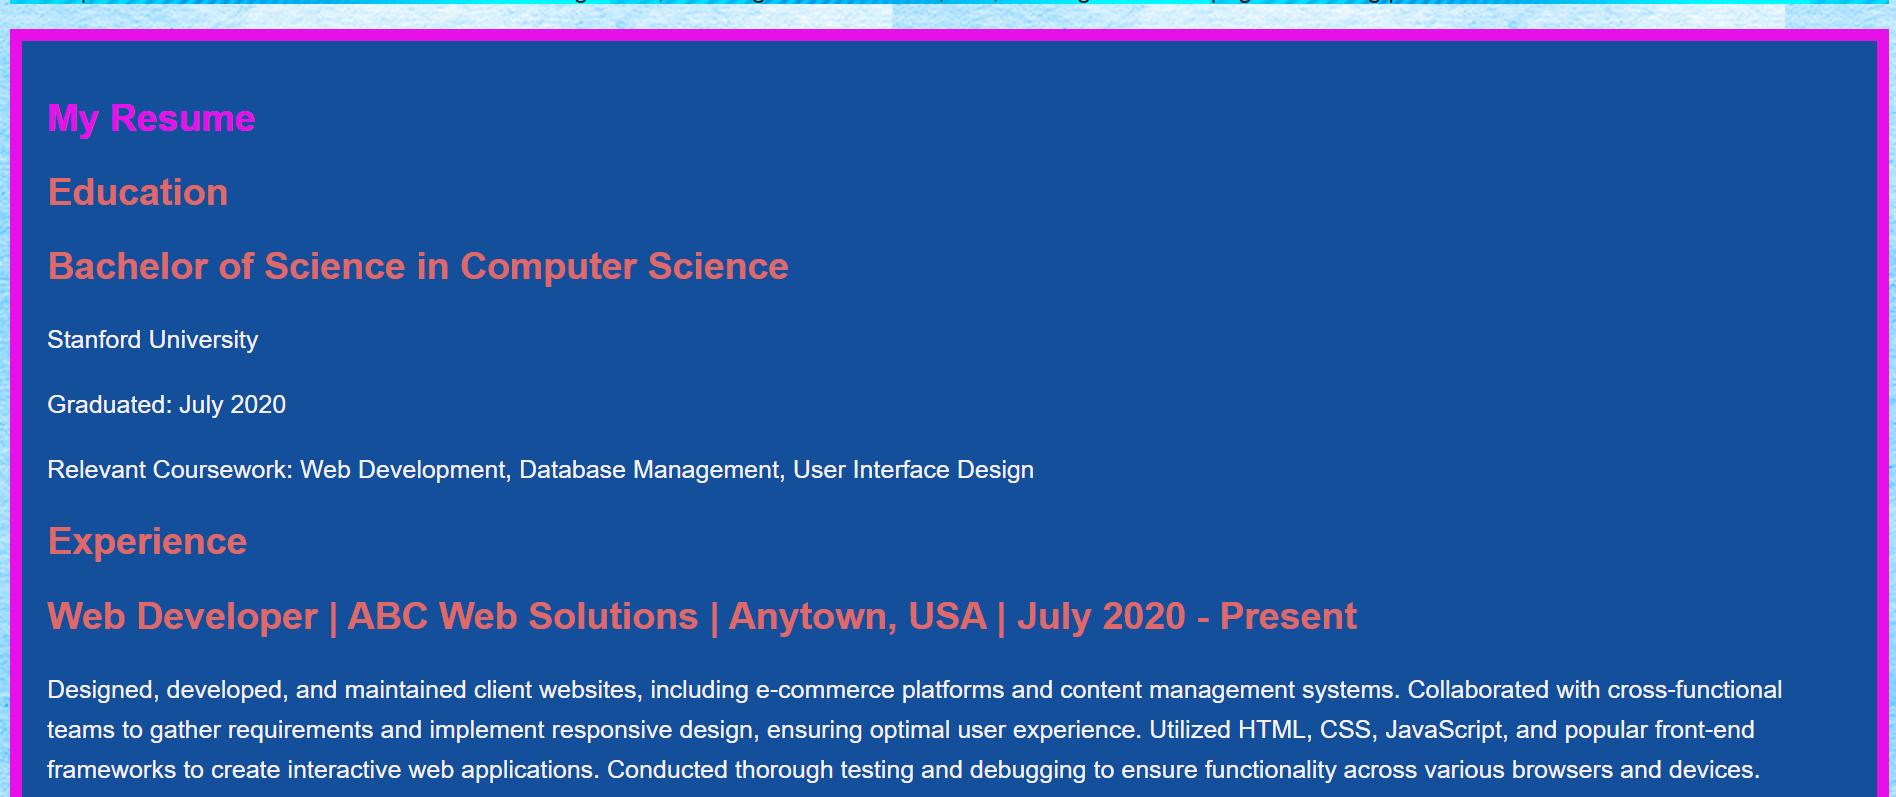 My Resume
Education
Bachelor of Science in Computer Science
Stanford University
Graduated: July 2020
Relevant Coursework: Web Development, Database Management, User Interface Design
Experience
Web Developer | ABC Web Solutions | Anytown, USA | July 2020 - Present
Designed, developed, and maintained client websites, including e-commerce platforms and content management systems. Collaborated with cross-functional
teams to gather requirements and implement responsive design, ensuring optimal user experience. Utilized HTML, CSS, JavaScript, and popular front-end
frameworks to create interactive web applications. Conducted thorough testing and debugging to ensure functionality across various browsers and devices.